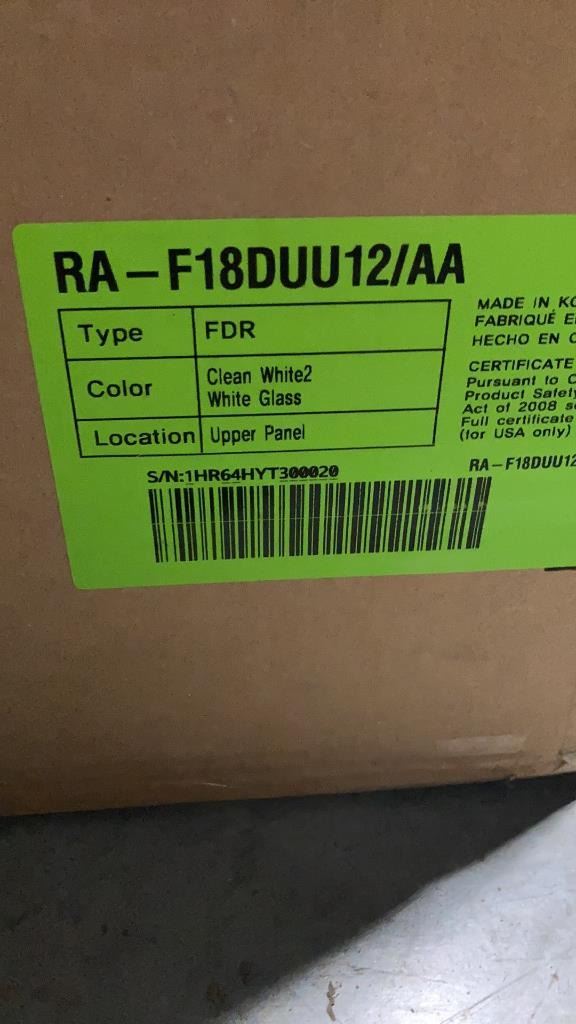 RA-F18DUU12/AA
Type FDR
Color Clean White2
White Glass
Location Upper Panel
S/N:1HR64HYT300020
MADE IN KO
FABRIQUÉ E
HECHO EN C
CERTIFICATE
Pursuant to C
Product Safety
Act of 2008 s
Full certificate
(for USA only)
RA-F18DUU12